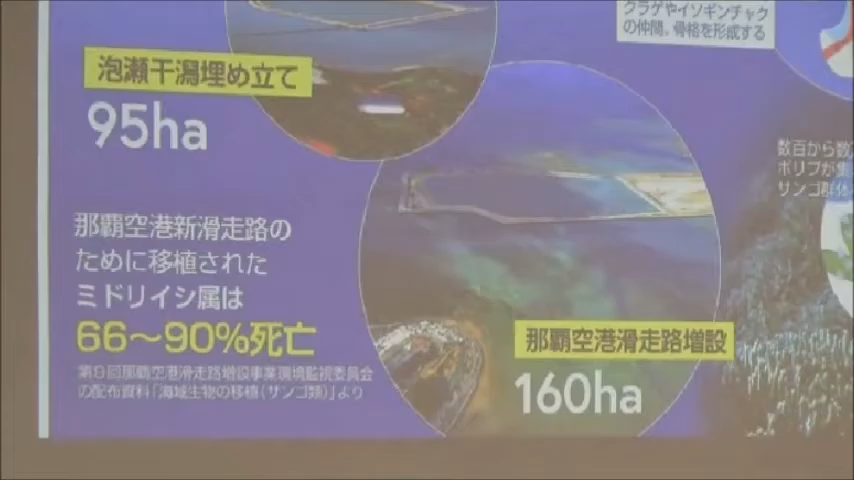 クラゲやイソギンチャク
の仲間。骨格を形成する
泡瀬干潟埋め立て
95ha
数百から数
ポリプが集
サンゴ群体
那覇空港新滑走路の
ために移植された
ミドリイシ属は
66〜90%死亡
第9回那覇空港滑走路増設事業環境監視委員会
の配布資料「海域生物の移植(サンゴ類)」より
那覇空港滑走路増設
160ha